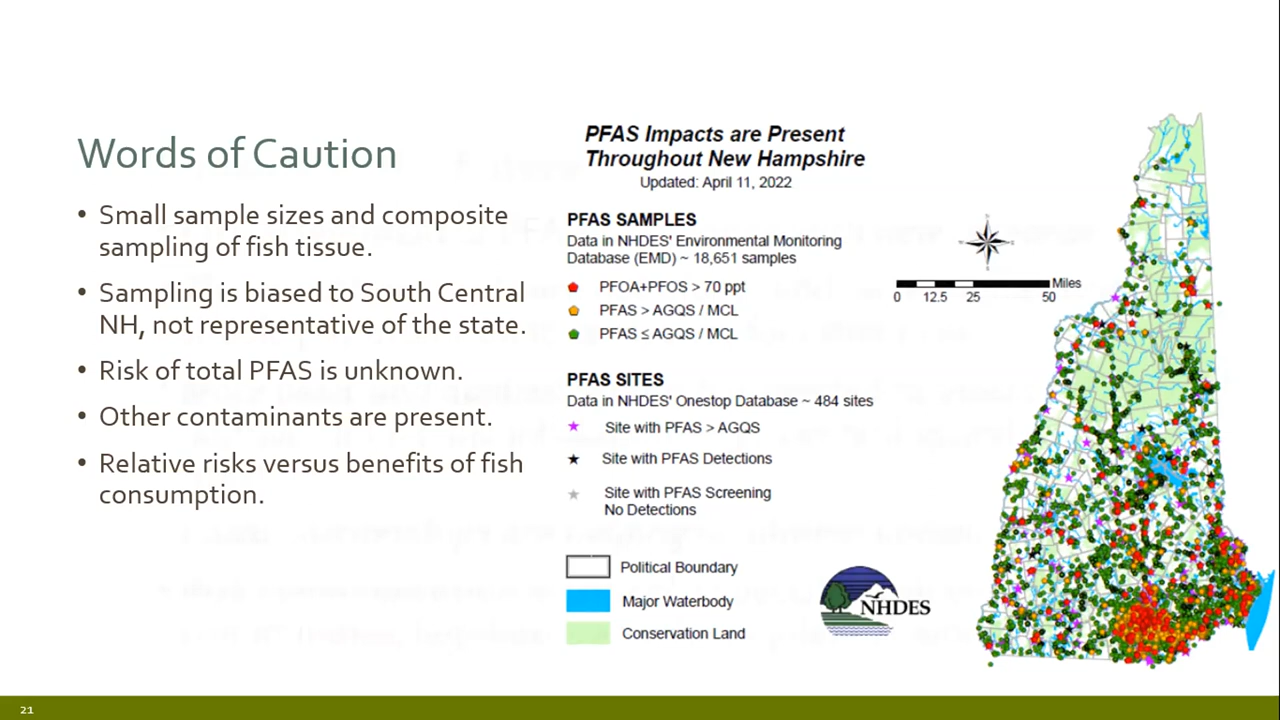 Words of Caution
• Small sample sizes and composite
sampling of fish tissue.
• Sampling is biased to South Central
NH, not representative of the state.
• Risk of total PFAS is unknown.
• Other contaminants are present.
• Relative risks versus benefits of fish
consumption.
PFAS Impacts are Present
Throughout New Hampshire
Updated: April 11, 2022
PFAS SAMPLES
Data in NHDES' Environmental Monitoring
Database (EMD) ~ 18,651 samples
PFOA+PFOS > 70 ppt
PFAS > AGQS / MCL
PFAS ≤ AGQS / MCL
PFAS SITES
Data in NHDES' Onestop Database ~ 484 sites
Site with PFAS > AGQS
Site with PFAS Detections
Site with PFAS Screening
No Detections
Political Boundary
Major Waterbody
Conservation Land
Miles
0 12.5 25 50
NHDES
21